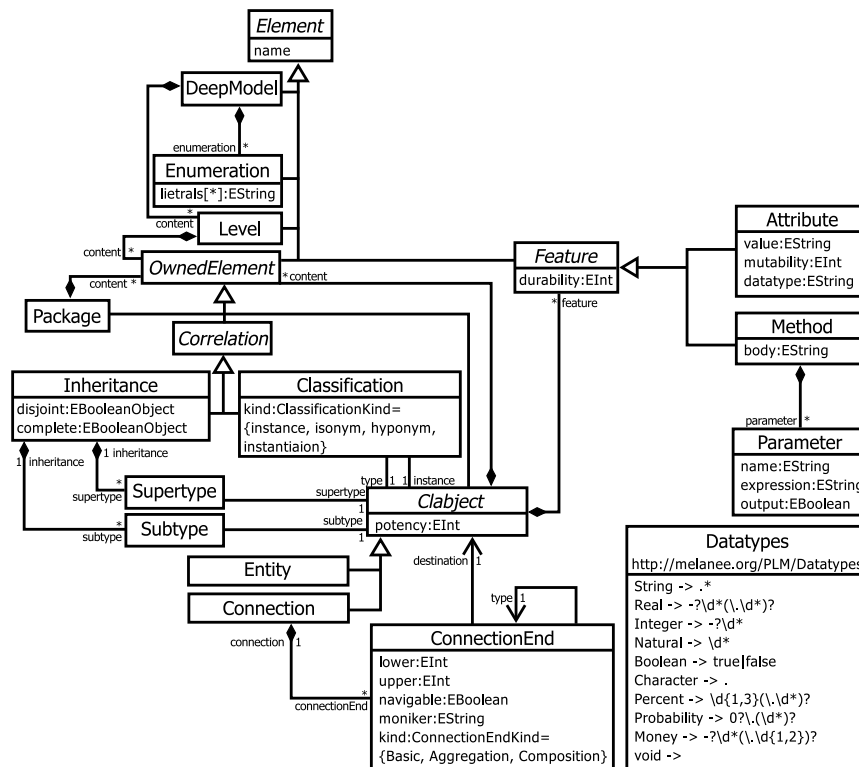 Element
name
DeepModel
enumeration *
Enumeration
lietrals[*]:EString
*
content
Level
content *
OwnedElement
content *
* content
Package
Correlation
Feature
durability:EInt
* feature
Attribute
value:EString
mutability:EInt
datatype:EString
Method
body:EString
parameter *
Parameter
name:EString
expression:EString
output:EBoolean
Inheritance
disjoint:EBooleanObject
complete:EBooleanObject
Classification
kind:ClassificationKind=
{instance, isonym, hyponym,
instantiaion}
1 inheritance
1 inheritance
type 1 1 instance
*
supertype
Supertype
supertype
1
*
subtype
Subtype
subtype
1
Clabject
potency:EInt
Entity
Connection
connection 1
destination 1
type 1
*
connectionEnd
ConnectionEnd
lower:EInt
upper:EInt
navigable:EBoolean
moniker:EString
kind:ConnectionEndKind=
{Basic, Aggregation, Composition}
Datatypes
http://melanee.org/PLM/Datatypes
String -> .*
Real -> -?\d*(\.\d*)?
Integer -> -?\d*
Natural -> \d*
Boolean -> true|false
Character -> .
Percent -> \d{1,3}(\.\d*)?
Probability -> 0?\.(\d*)?
Money -> -?\d*(\.\d{1,2})?
void ->